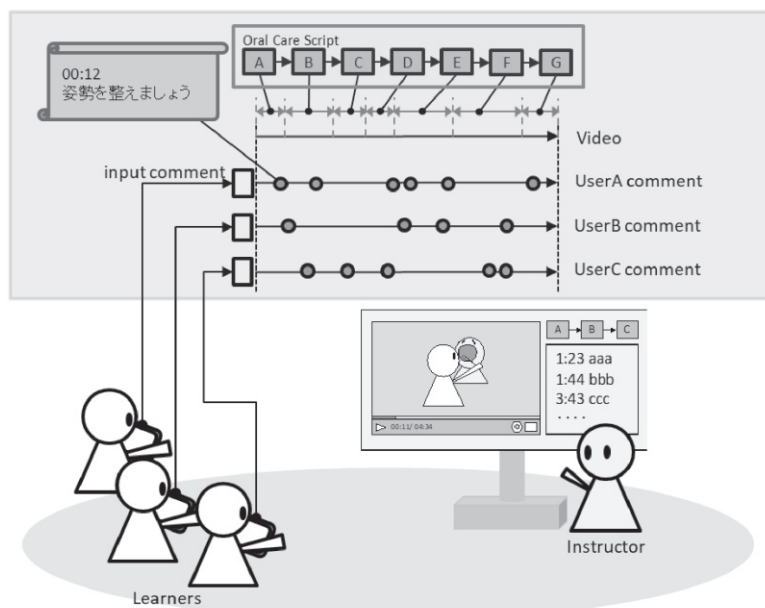 Oral Care Script
A B C D E F G
00:12
姿勢を整えましょう
Video
input comment
UserA comment
UserB comment
UserC comment
A B C
1:23 aaa
1:44 bbb
3:43 ccc
. . . .
00:11/ 04:34
Instructor
Learners